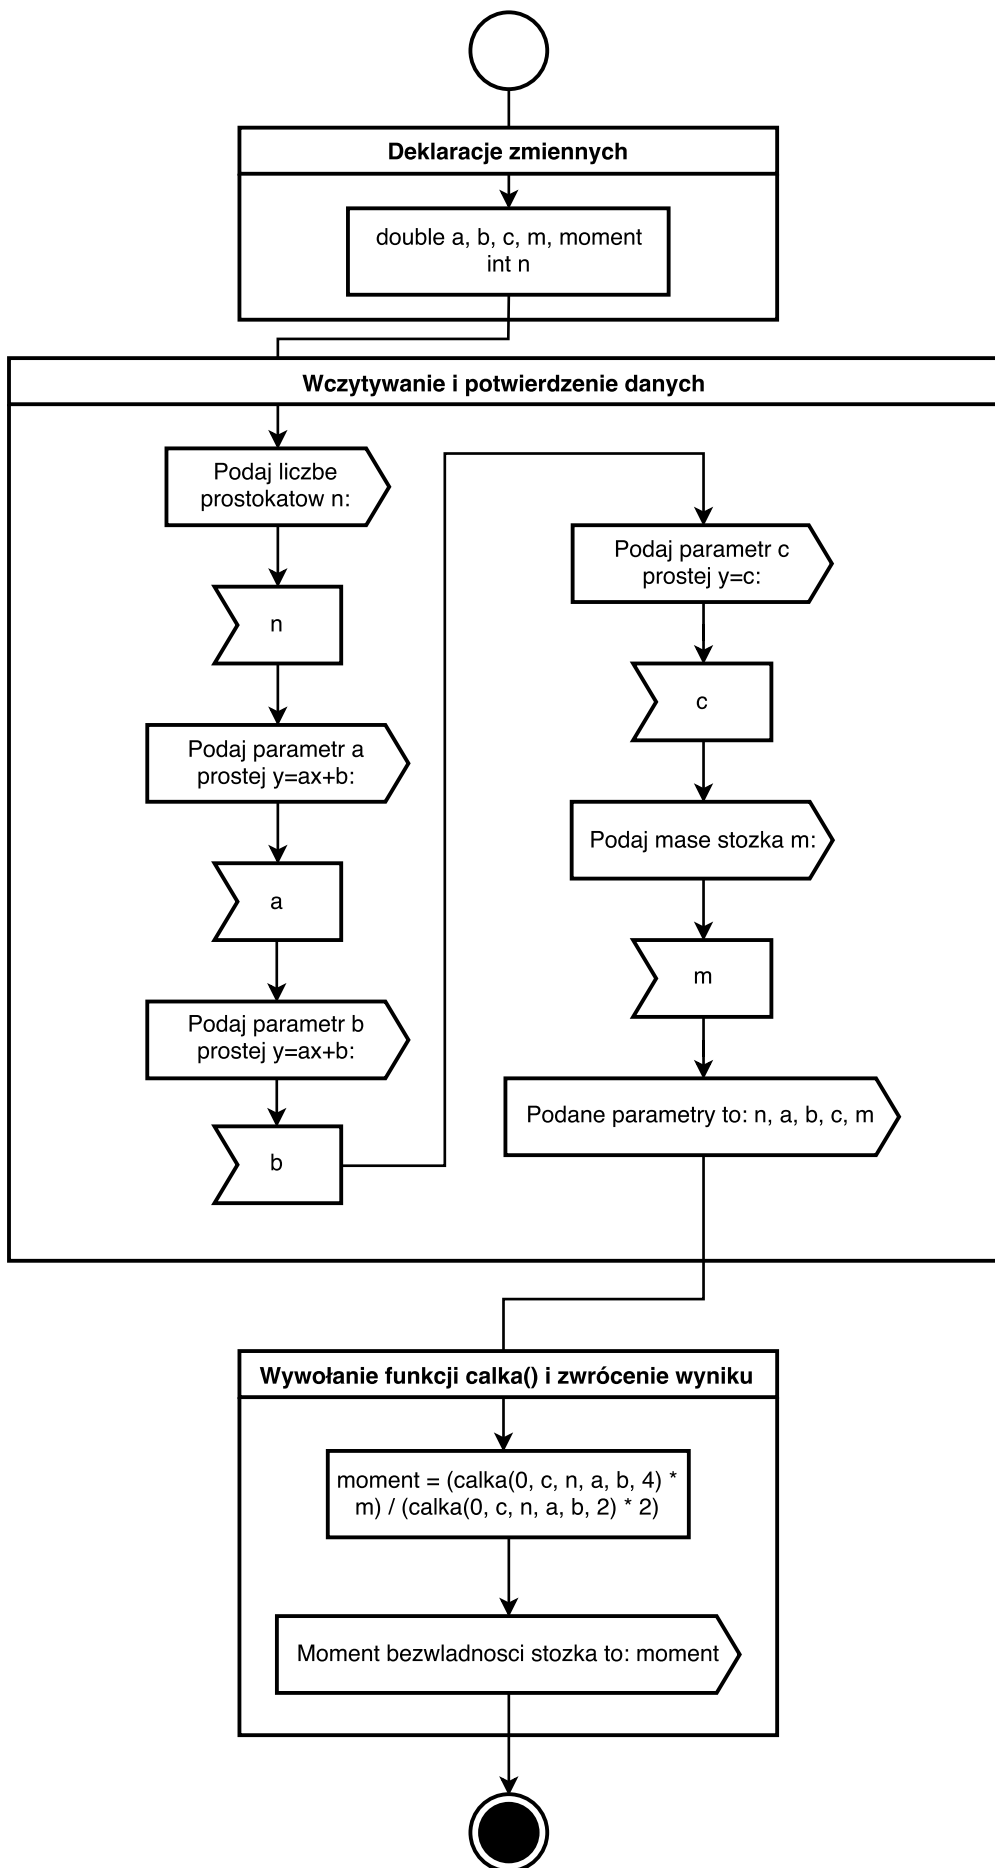 Deklaracje zmiennych
double a, b, c, m, moment
int n
Wczytywanie i potwierdzenie danych
Podaj liczbe
prostokatow n:
n
Podaj parametr a
prostej y=ax+b:
a
Podaj parametr b
prostej y=ax+b:
b
Podaj parametr c
prostej y=c:
c
Podaj mase stozka m:
m
Podane parametry to: n, a, b, c, m
Wywołanie funkcji calka() i zwrócenie wyniku
moment = (calka(0, c, n, a, b, 4) *
m) / (calka(0, c, n, a, b, 2) * 2)
Moment bezwladnosci stozka to: moment